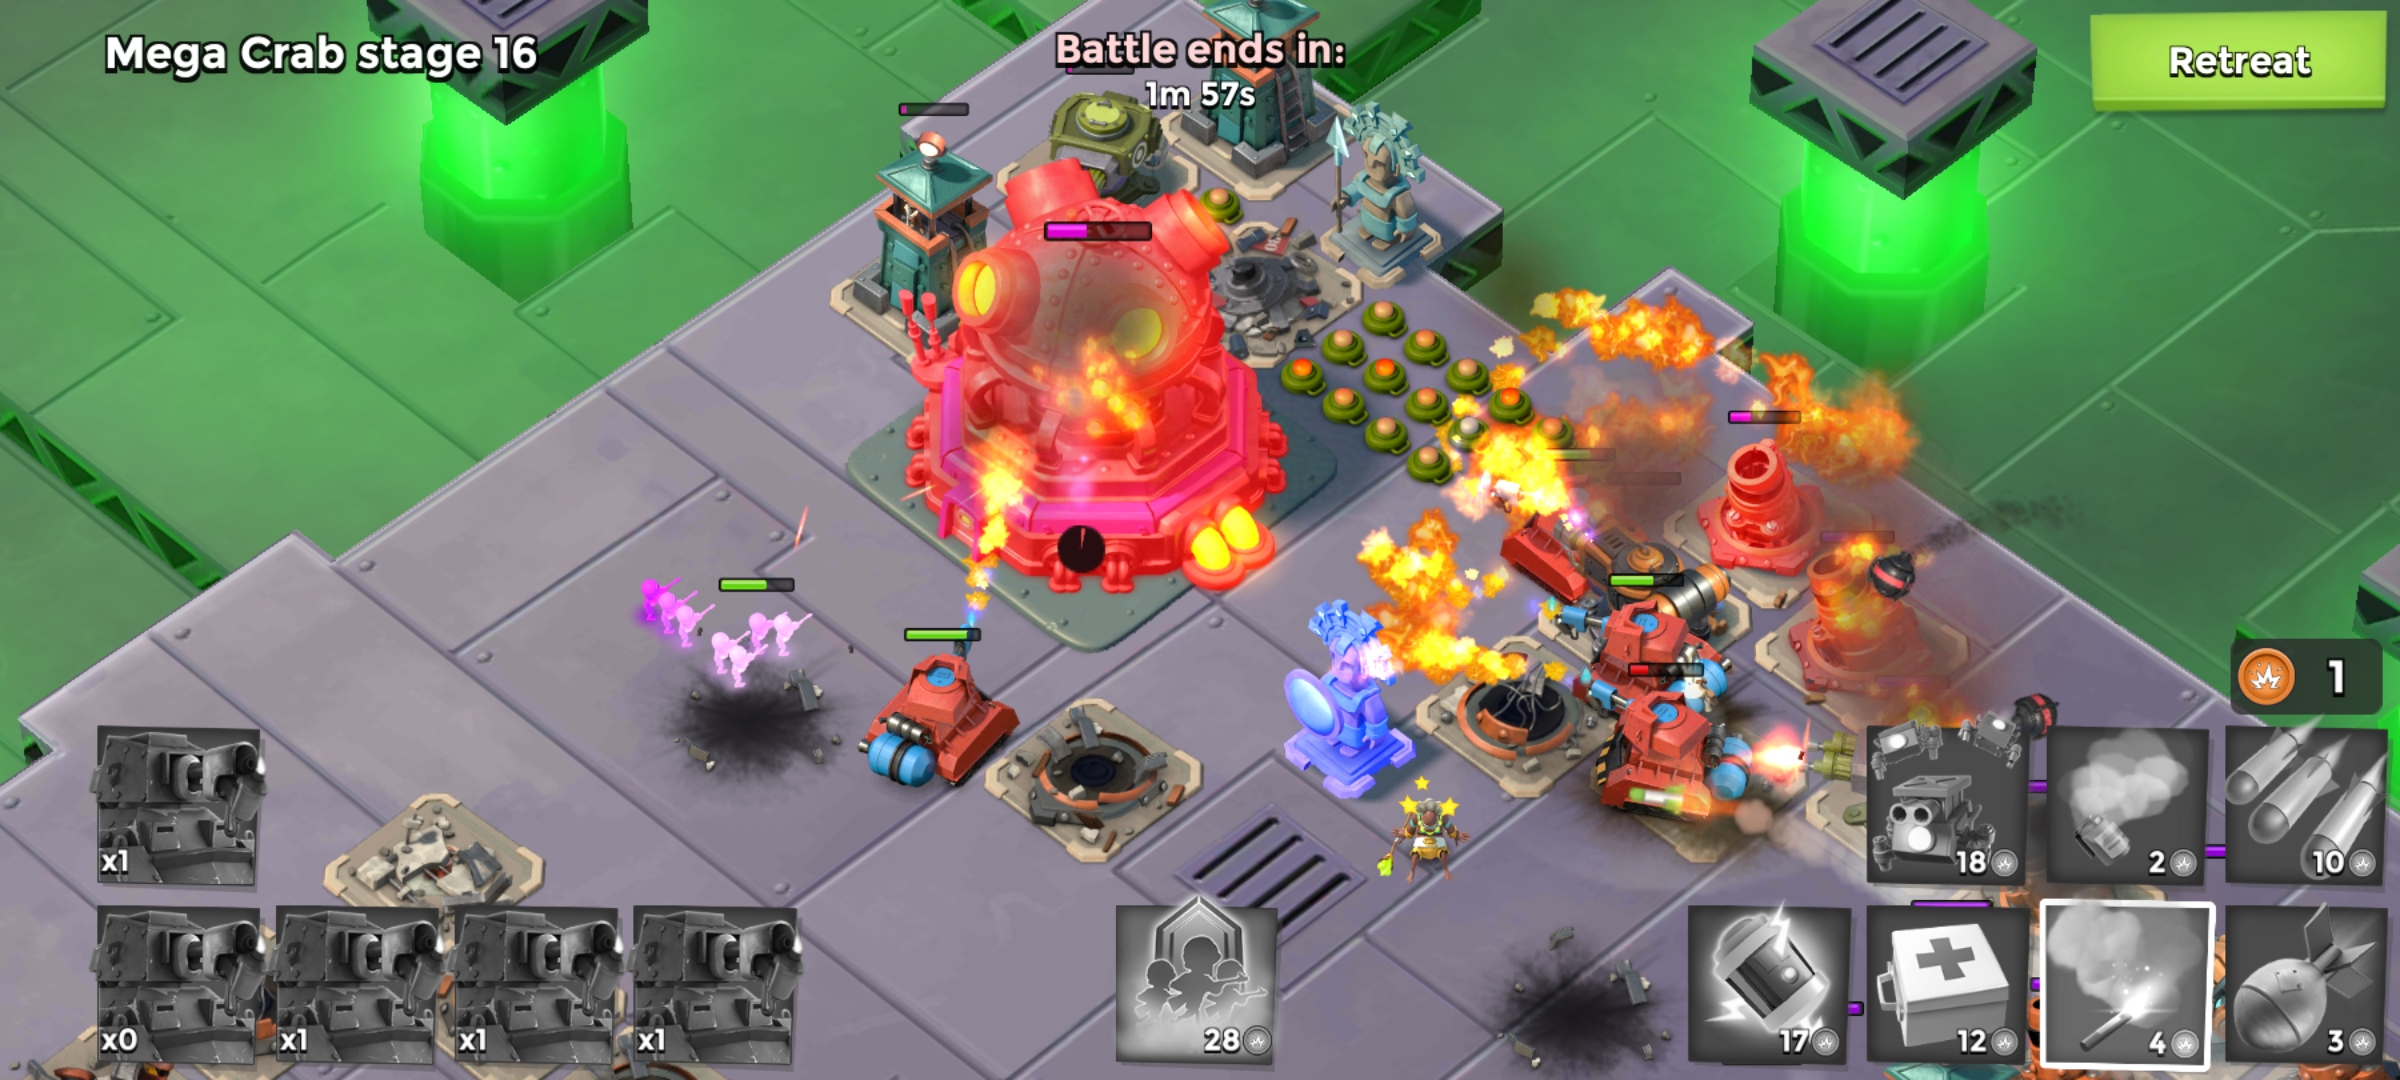 Mega Crab stage 16
Battle ends in:
1m 57s
Retreat
1
x1
18
2
10
x0
x1
x1
x1
28
17
12
4
3